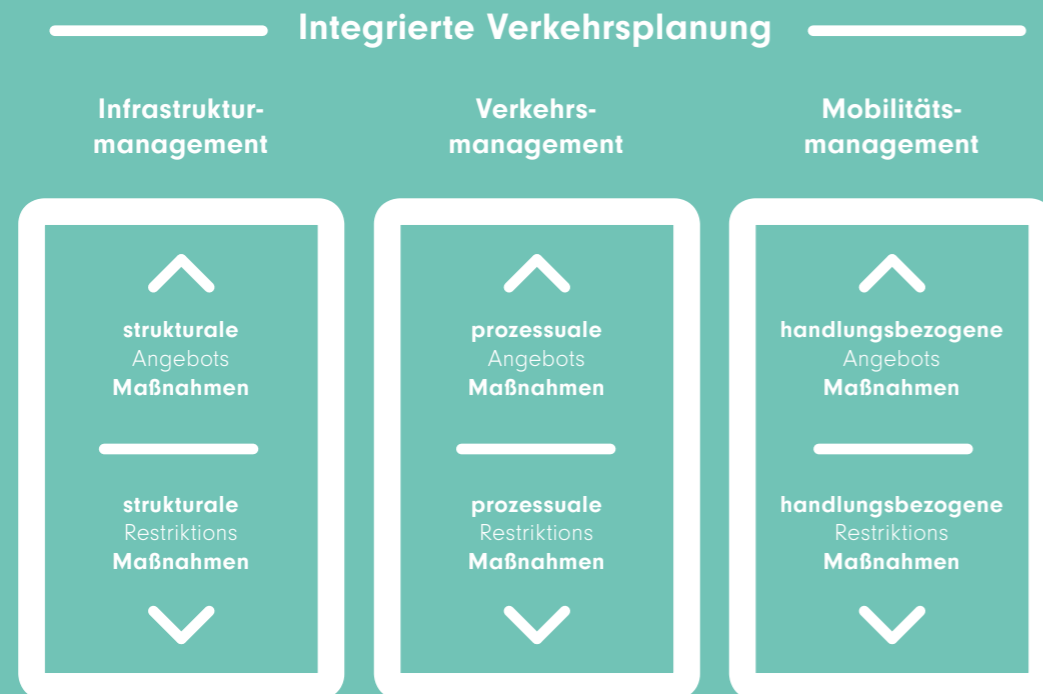 Integrierte Verkehrsplanung
Infrastruktur-
management
strukturale
Angebots
Maßnahmen
strukturale
Restriktions
Maßnahmen
Verkehrs-
management
prozessuale
Angebots
Maßnahmen
prozessuale
Restriktions
Maßnahmen
Mobilitäts-
management
handlungsbezogene
Angebots
Maßnahmen
handlungsbezogene
Restriktions
Maßnahmen